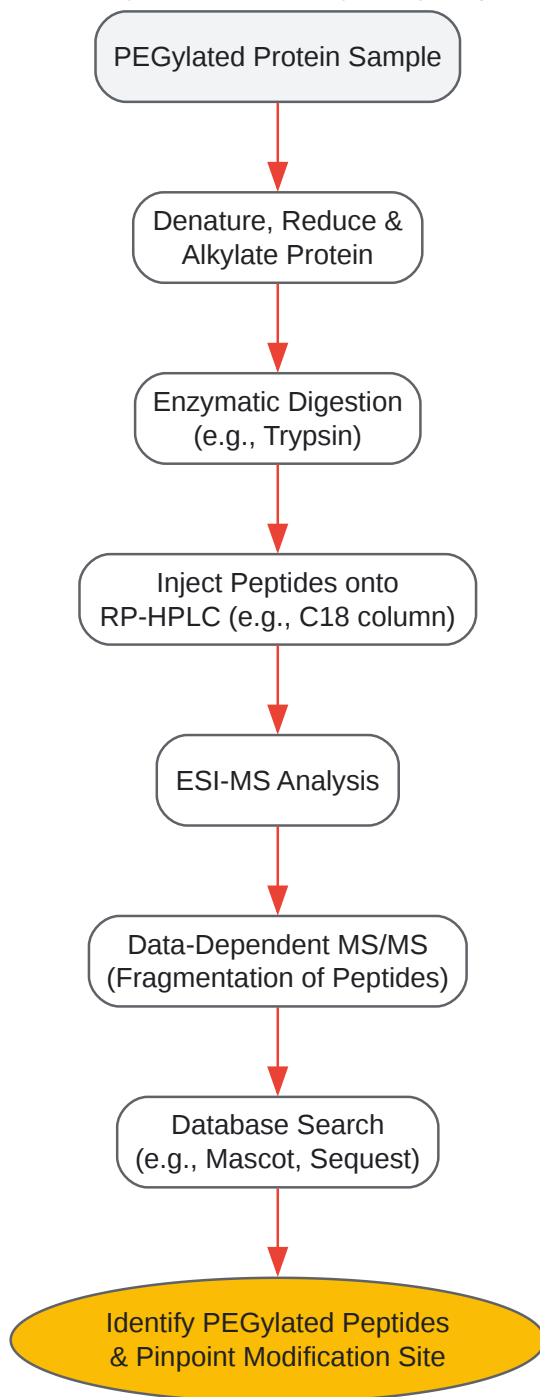 PEGylated Protein Sample
Denature, Reduce &
Alkylate Protein
Enzymatic Digestion
(e.g., Trypsin)
Inject Peptides onto
RP-HPLC (e.g., C18 column)
ESI-MS Analysis
Data-Dependent MS/MS
(Fragmentation of Peptides)
Database Search
(e.g., Mascot, Sequest)
Identify PEGylated Peptides
& Pinpoint Modification Site